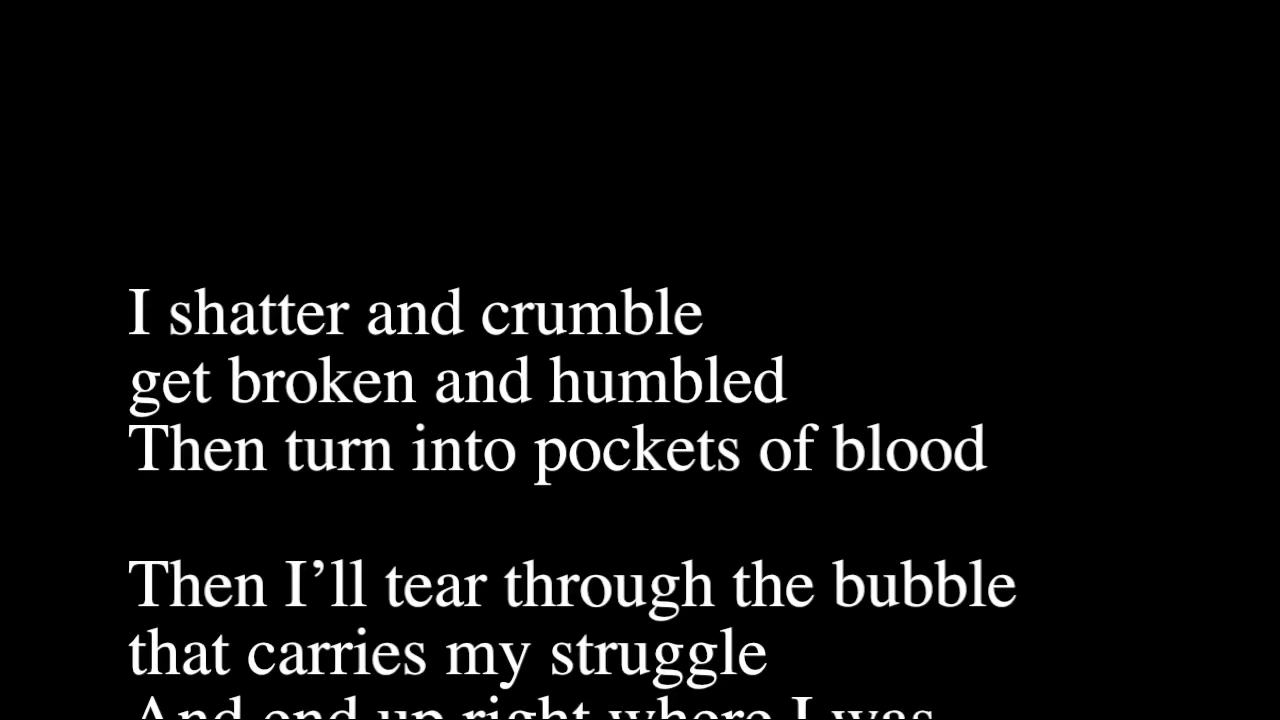 I shatter and crumble
get broken and humbled
Then turn into pockets of blood
Then I’ll tear through the bubble
that carries my struggle
And end up right where I was